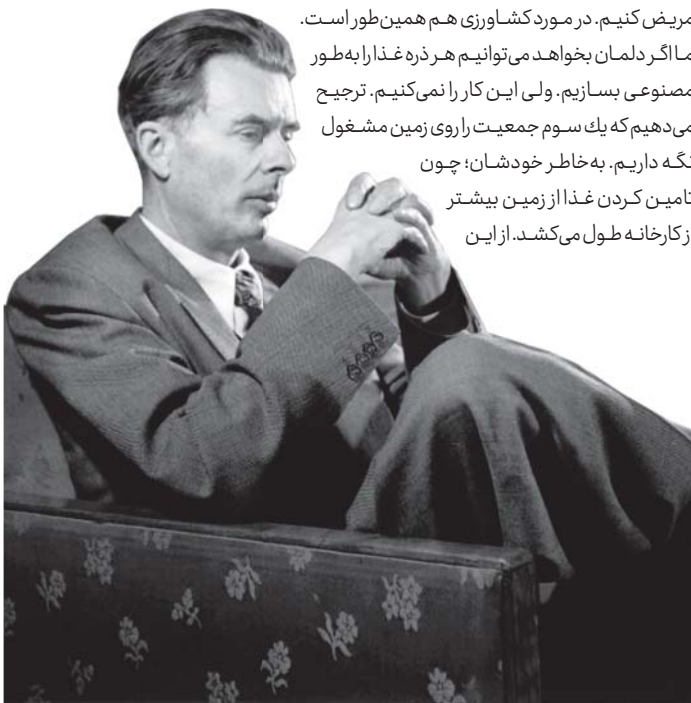 مریض کنیم. در مورد کشاورزی هم همین‌طور است.
ما اگر دلمان بخواهد می‌توانیم هر ذره غذا را به‌طور
مصنوعی بسازیم. ولی این کار را نمی‌کنیم. ترجیح
می‌دهیم که یك سوم جمعیت را روی زمین مشغول
نگه داریم. به‌خاطر خودشان؛ چون
تامین کردن غذا از زمین بیشتر
از کارخانه طول می‌کشد. از این